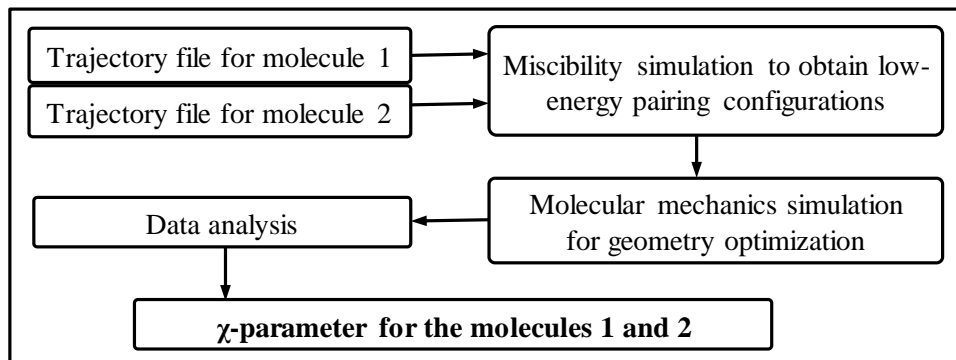 Trajectory file for molecule 1
Trajectory file for molecule 2
Miscibility simulation to obtain low-
energy pairing configurations
Molecular mechanics simulation
for geometry optimization
Data analysis
χ-parameter for the molecules 1 and 2